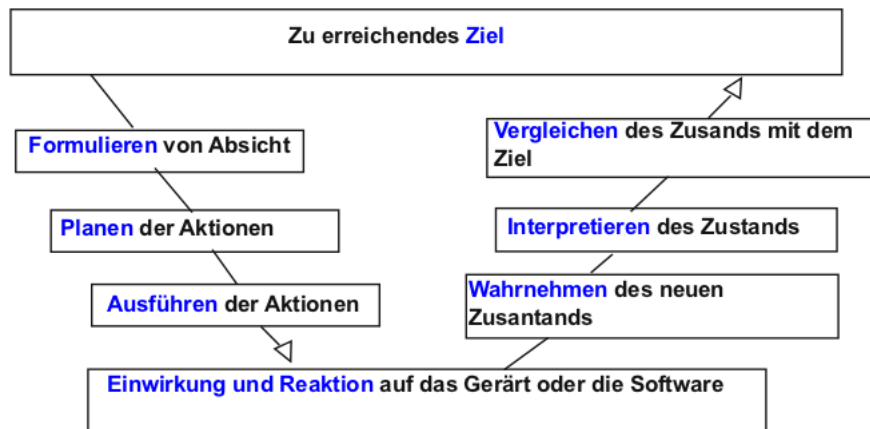 Zu erreichendes Ziel
Formulieren von Absicht
Planen der Aktionen
Ausführen der Aktionen
Einwirkung und Reaktion auf das Gerärt oder die Software
Wahrnehmen des neuen
Zusantands
Interpretieren des Zustands
Vergleichen des Zusands mit dem
Ziel